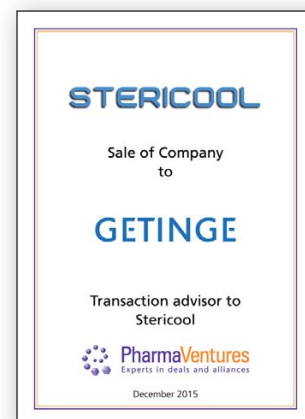 STERICOOL
Sale of Company
to
GETINGE
Transaction advisor to
Stericool
PharmaVentures
Experts in deals and alliances
December 2015